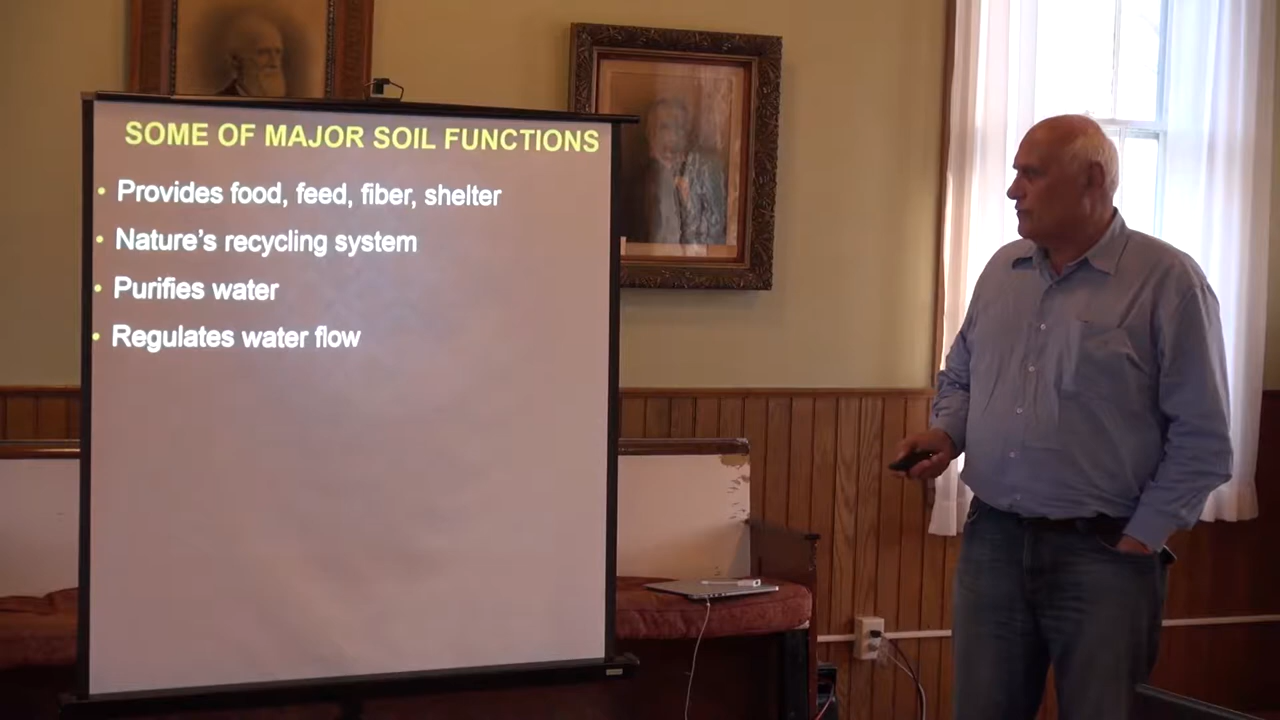 SOME OF MAJOR SOIL FUNCTIONS
• Provides food, feed, fiber, shelter
• Nature's recycling system
• Purifies water
• Regulates water flow